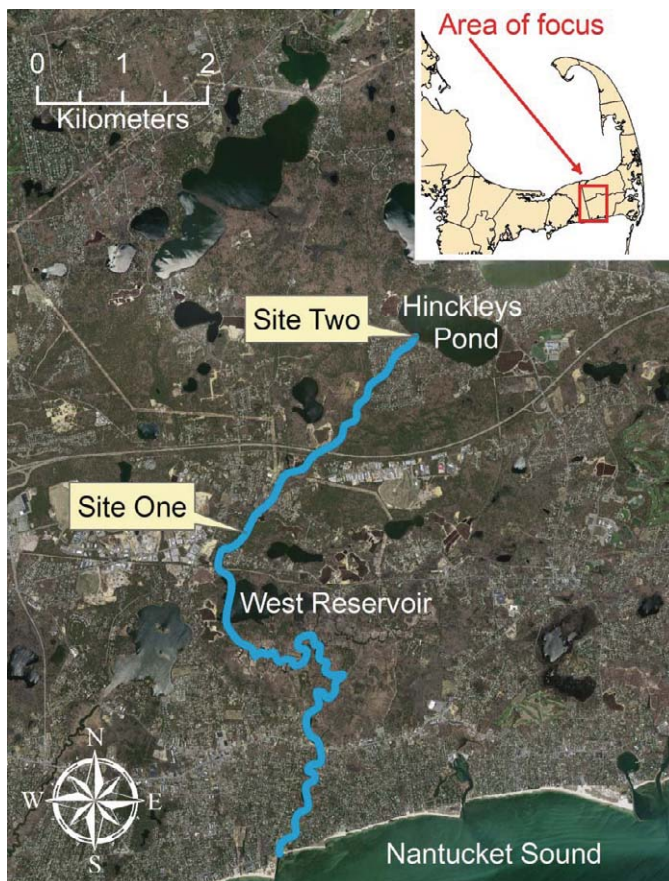 Area of focus
0 1 2
Kilometers
Hinckleys
Pond
Site Two
Site One
West Reservoir
N
W E
S
Nantucket Sound